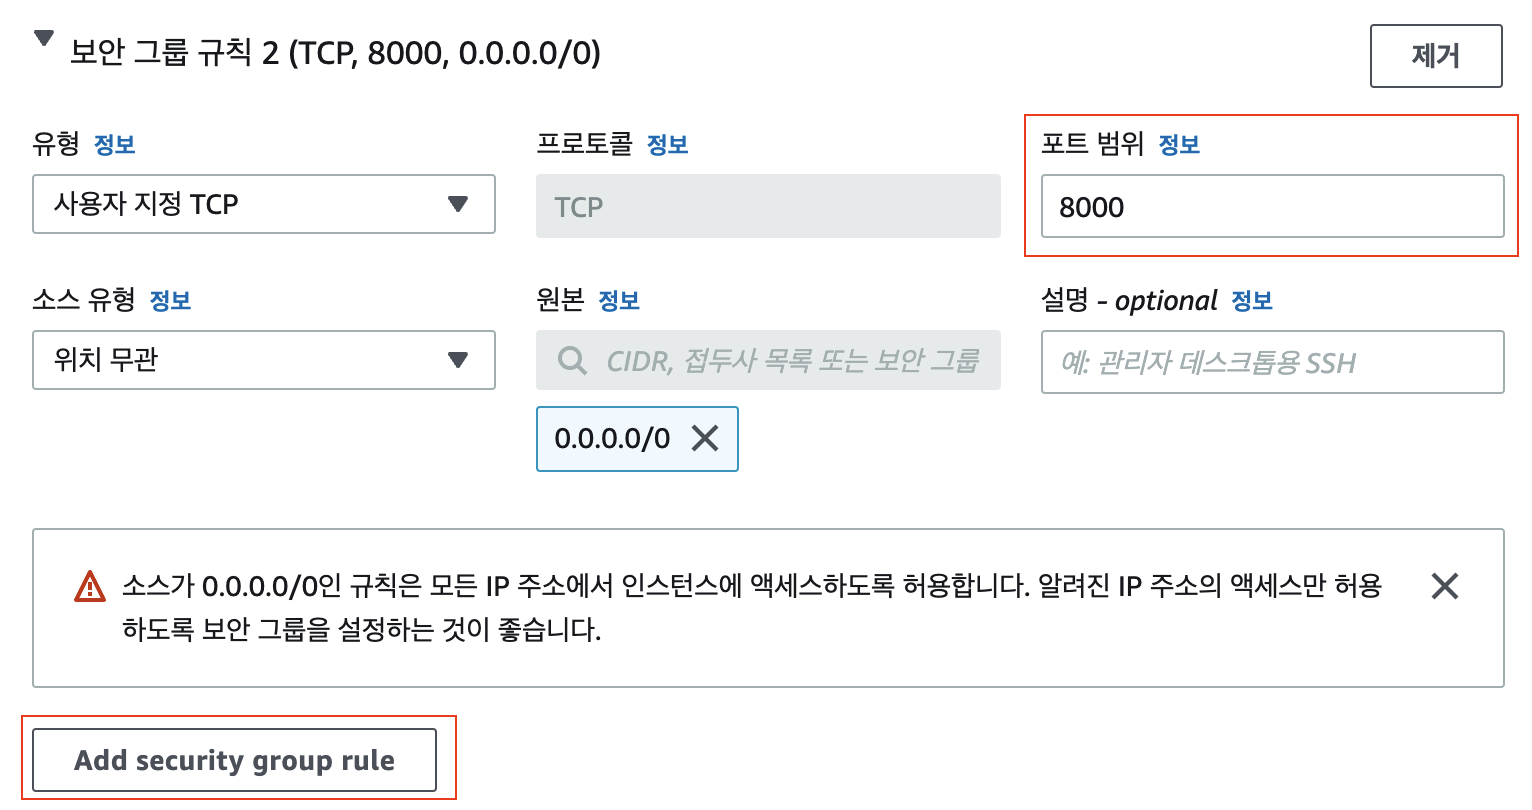 보안 그룹 규칙 2 (TCP, 8000, 0.0.0.0/0)
제거
유형 정보
프로토콜 정보
포트 범위 정보
사용자 지정 TCP
TCP
8000
소스 유형 정보
원본 정보
설명 - optional 정보
위치 무관
CIDR, 접두사 목록 또는 보안 그룹
예: 관리자 데스크톱용 SSH
0.0.0.0/0
소스가 0.0.0.0/0인 규칙은 모든 IP 주소에서 인스턴스에 액세스하도록 허용합니다. 알려진 IP 주소의 액세스만 허용
하도록 보안 그룹을 설정하는 것이 좋습니다.
Add security group rule